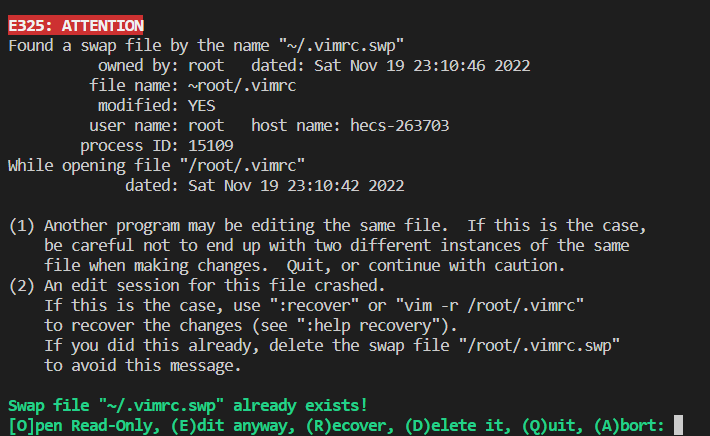 E325: ATTENTION
Found a swap file by the name "~/.vimrc.swp"
          owned by: root   dated: Sat Nov 19 23:10:46 2022
         file name: ~root/.vimrc
          modified: YES
         user name: root   host name: hecs-263703
        process ID: 15109
While opening file "/root/.vimrc"
             dated: Sat Nov 19 23:10:42 2022

(1) Another program may be editing the same file.  If this is the case,
    be careful not to end up with two different instances of the same
    file when making changes.  Quit, or continue with caution.
(2) An edit session for this file crashed.
    If this is the case, use ":recover" or "vim -r /root/.vimrc"
    to recover the changes (see ":help recovery").
    If you did this already, delete the swap file "/root/.vimrc.swp"
    to avoid this message.

Swap file "~/.vimrc.swp" already exists!
[O]pen Read-Only, (E)dit anyway, (R)ecover, (D)elete it, (Q)uit, (A)bort: